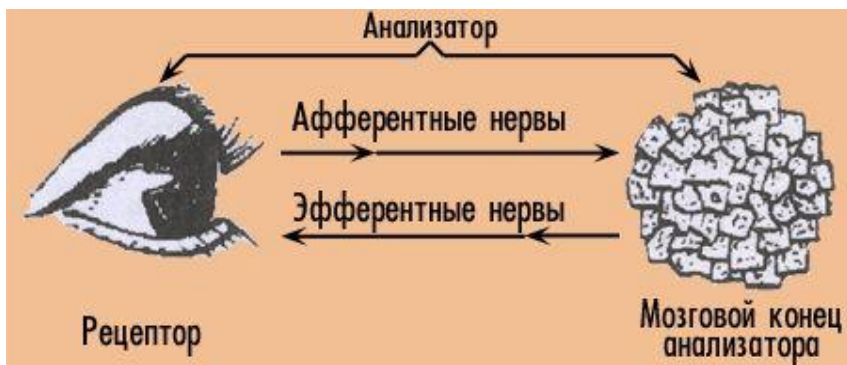 Анализатор
Афферентные нервы
Эфферентные нервы
Рецептор
Мозговой конец
анализатора